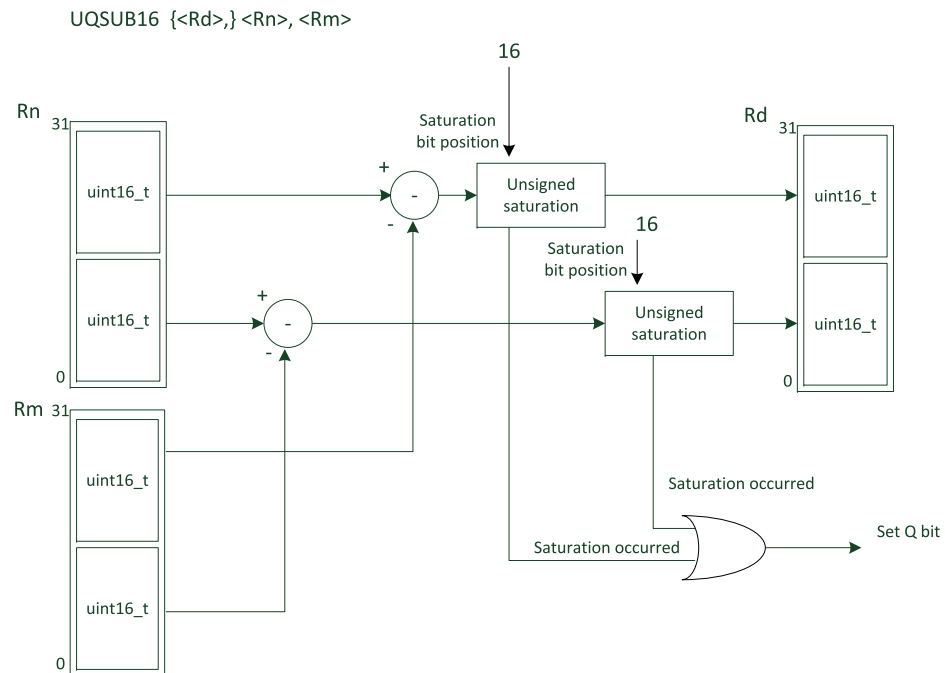 UQSUB16 {<Rd>,} <Rn>, <Rm>
16
Rn
31
Saturation
bit position
Rd
31
uint16_t
+
-
-
Unsigned
saturation
uint16_t
16
Saturation
bit position
uint16_t
+
-
-
Unsigned
saturation
uint16_t
0
0
Rm
31
uint16_t
Saturation occurred
Set Q bit
Saturation occurred
uint16_t
0